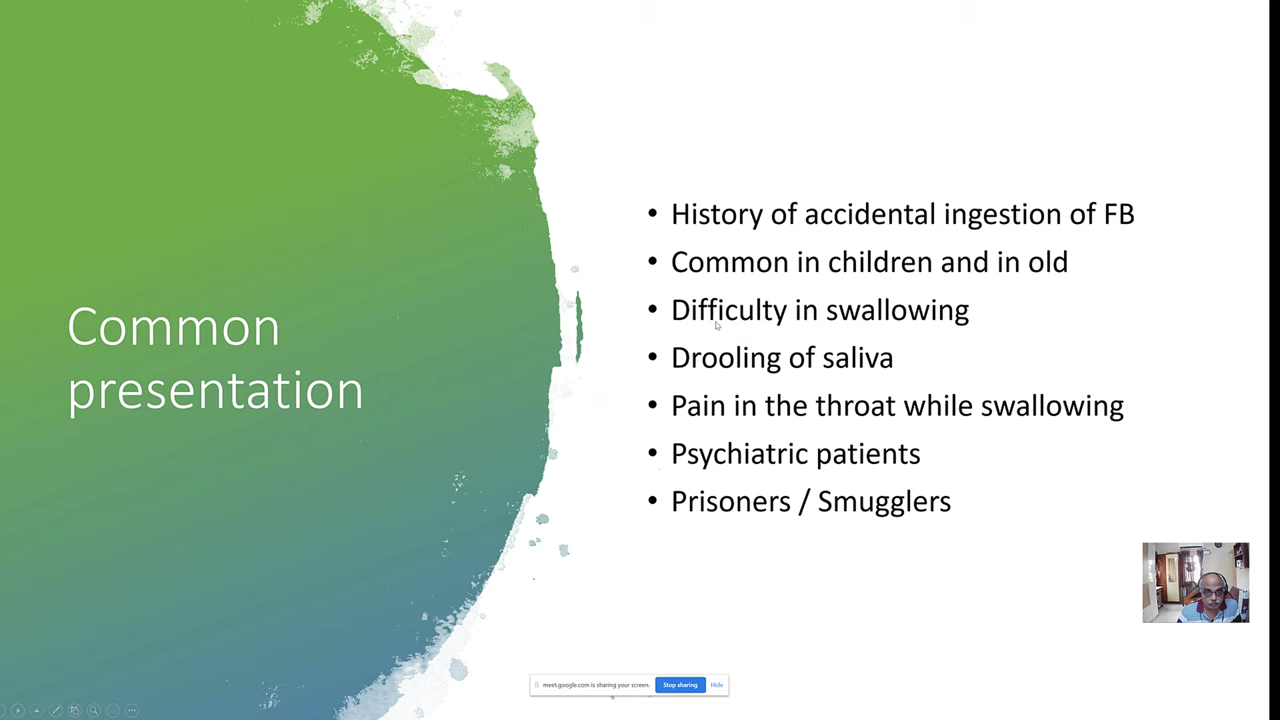 Common
presentation
• History of accidental ingestion of FB
• Common in children and in old
• Difficulty in swallowing
• Drooling of saliva
• Pain in the throat while swallowing
• Psychiatric patients
• Prisoners / Smugglers
meet.google.com is sharing your screen. Stop sharing Hide